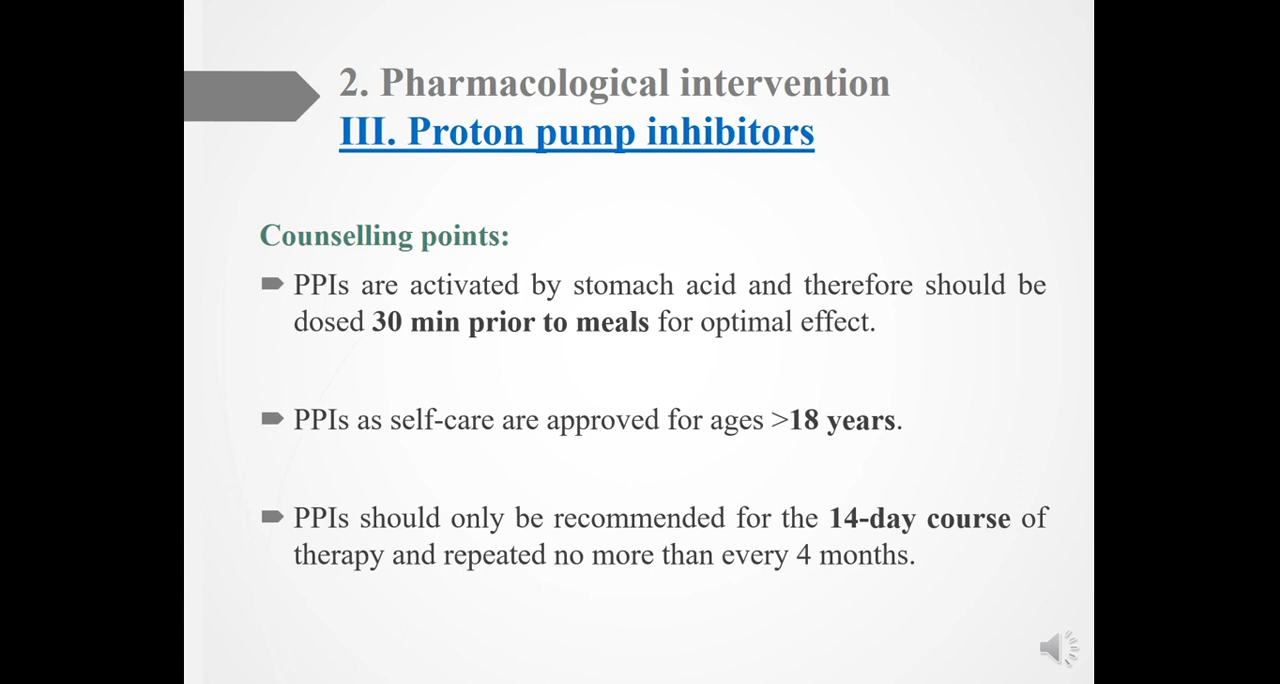 2. Pharmacological intervention
III. Proton pump inhibitors
Counselling points:
PPIs are activated by stomach acid and therefore should be
dosed 30 min prior to meals for optimal effect.
PPIs as self-care are approved for ages >18 years.
PPIs should only be recommended for the 14-day course of
therapy and repeated no more than every 4 months.